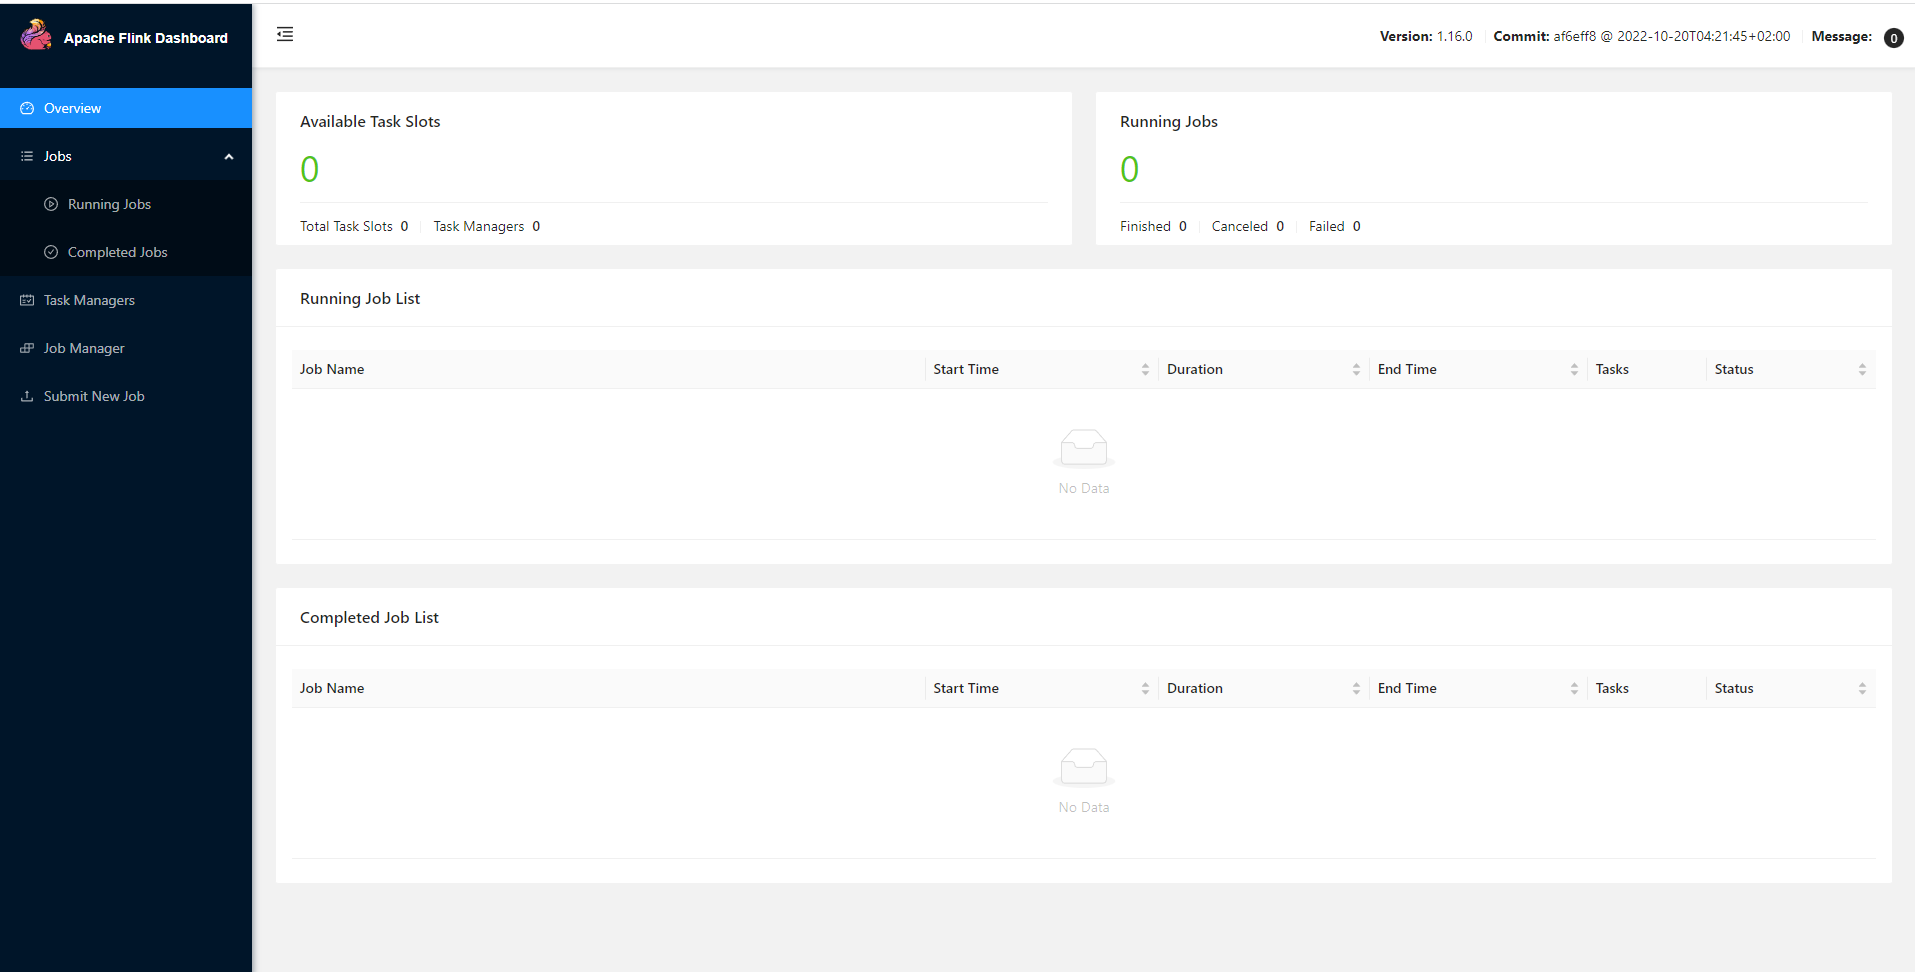 Apache Flink Dashboard
Version: 1.16.0 Commit: af6eff8 @ 2022-10-20T04:21:45+02:00 Message: 0
Overview
Jobs
Running Jobs
Completed Jobs
Task Managers
Job Manager
Submit New Job
Available Task Slots
0
Total Task Slots 0 Task Managers 0
Running Jobs
0
Finished 0 Canceled 0 Failed 0
Running Job List
Job Name Start Time Duration End Time Tasks Status
No Data
Completed Job List
Job Name Start Time Duration End Time Tasks Status
No Data